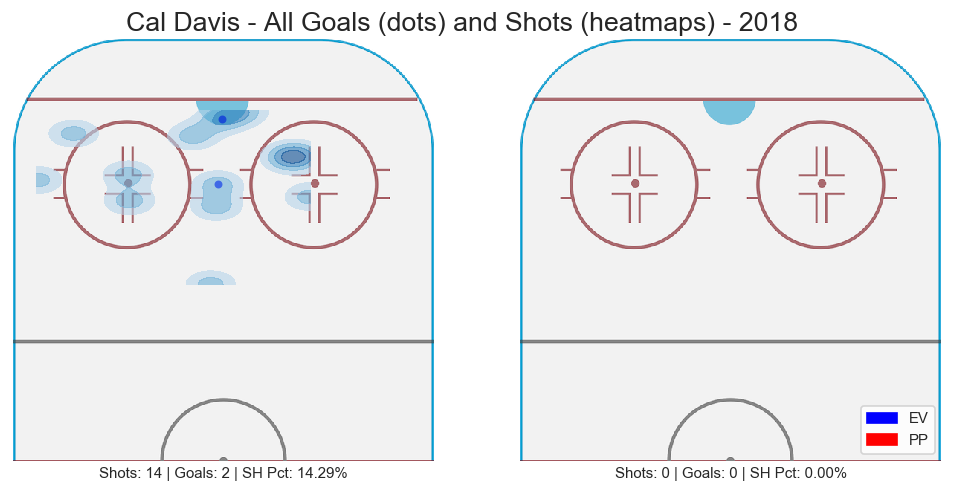 Cal Davis - All Goals (dots) and Shots (heatmaps) - 2018
EV
PP
Shots: 14 | Goals: 2 | SH Pct: 14.29%
Shots: 0 | Goals: 0 | SH Pct: 0.00%